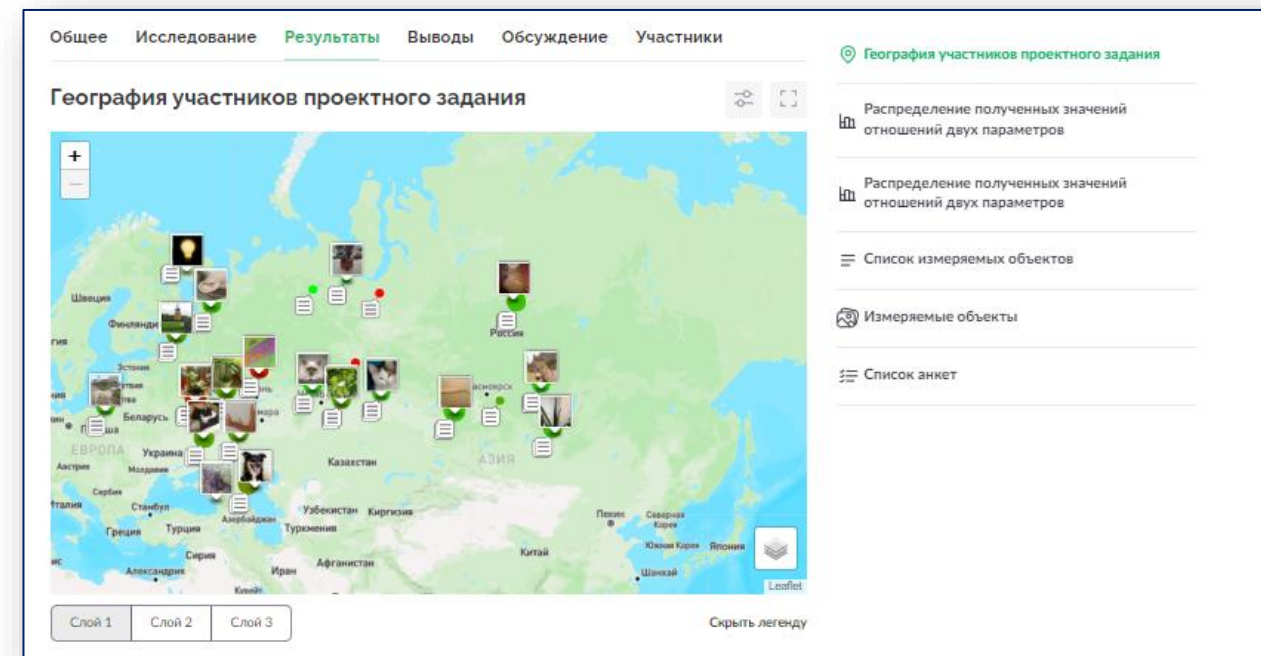 Общее Исследование Результаты Выводы Обсуждение Участники
География участников проектного задания
+
−
Швеция
Эстония
Беларусь
ЕВРОПА
Украина
Австрия
Молдавия
Сербия
Италия
Стамбул
Греция
Турция
Азербайджан
Сирия
Александрия
Иран
Кувейт
Казахстан
Узбекистан
Киргизия
Туркмения
Афганистан
Россия
АЗИЯ
Китай
Пекин
Северная
Корея
Южная Корея
Япония
Шанхай
Leaflet
Слой 1 Слой 2 Слой 3
Скрыть легенду
География участников проектного задания
Распределение полученных значений
отношений двух параметров
Распределение полученных значений
отношений двух параметров
Список измеряемых объектов
Измеряемые объекты
Список анкет